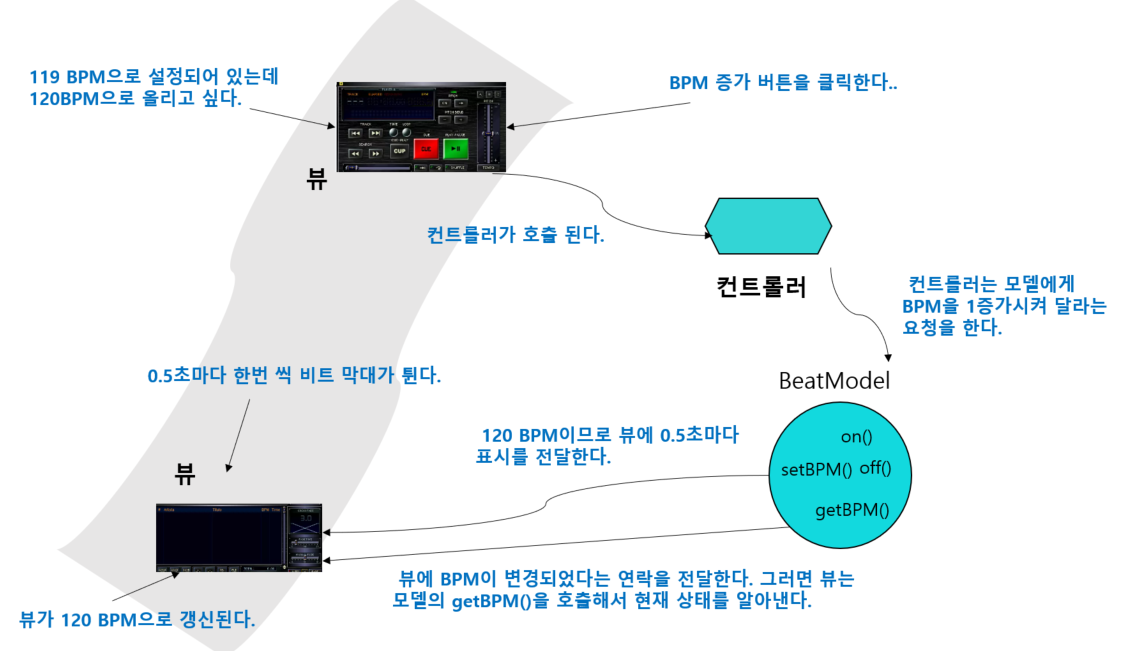 119 BPM으로 설정되어 있는데
120BPM으로 올리고 싶다.
BPM 증가 버튼을 클릭한다..
CUP
CUE
뷰
컨트롤러가 호출 된다.
컨트롤러
컨트롤러는 모델에게
BPM을 1증가시켜 달라는
요청을 한다.
0.5초마다 한번 씩 비트 막대가 튄다.
BeatModel
on()
setBPM() off()
getBPM()
120 BPM이므로 뷰에 0.5초마다
표시를 전달한다.
뷰
뷰에 BPM이 변경되었다는 연락을 전달한다. 그러면 뷰는
모델의 getBPM()을 호출해서 현재 상태를 알아낸다.
뷰가 120 BPM으로 갱신된다.